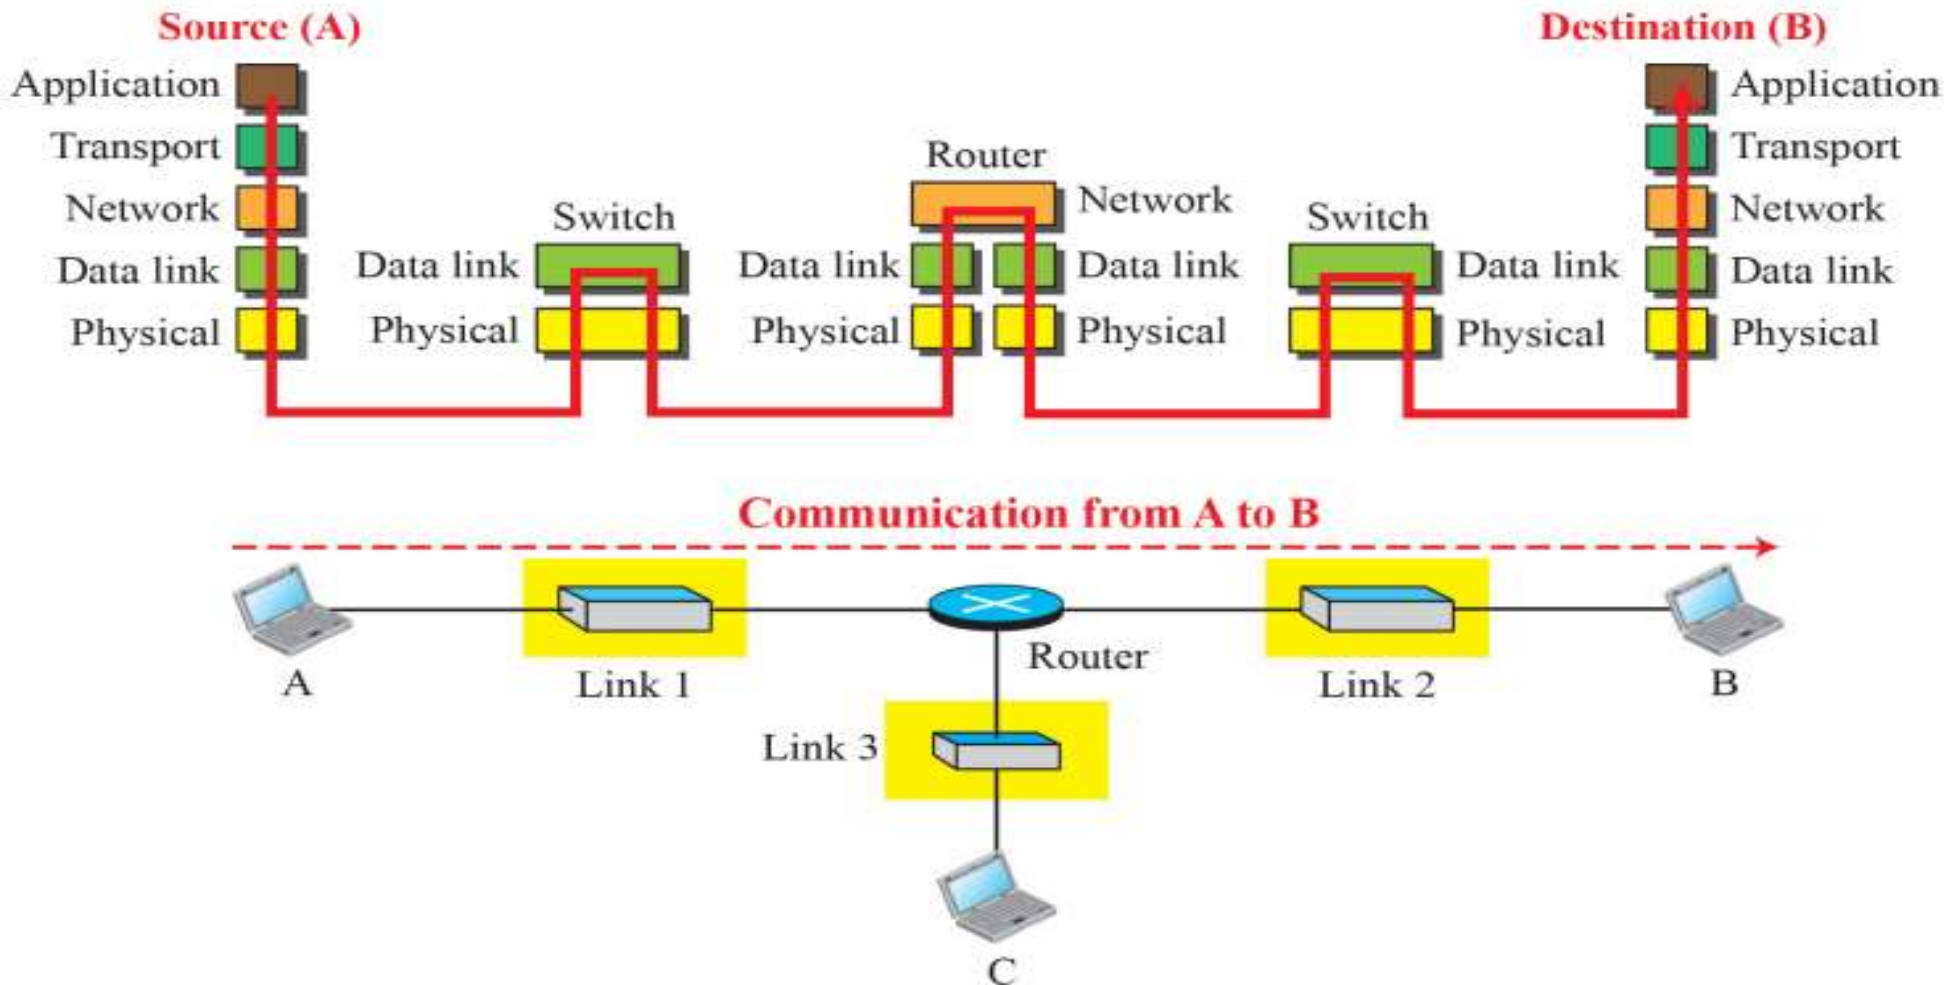 Source (A)
Destination (B)
Application
Transport
Network
Data link
Physical
Switch
Data link
Physical
Router
Network
Data link
Data link
Physical
Physical
Switch
Data link
Physical
Application
Transport
Network
Data link
Physical
Communication from A to B
A
Link 1
Router
Link 2
B
Link 3
C